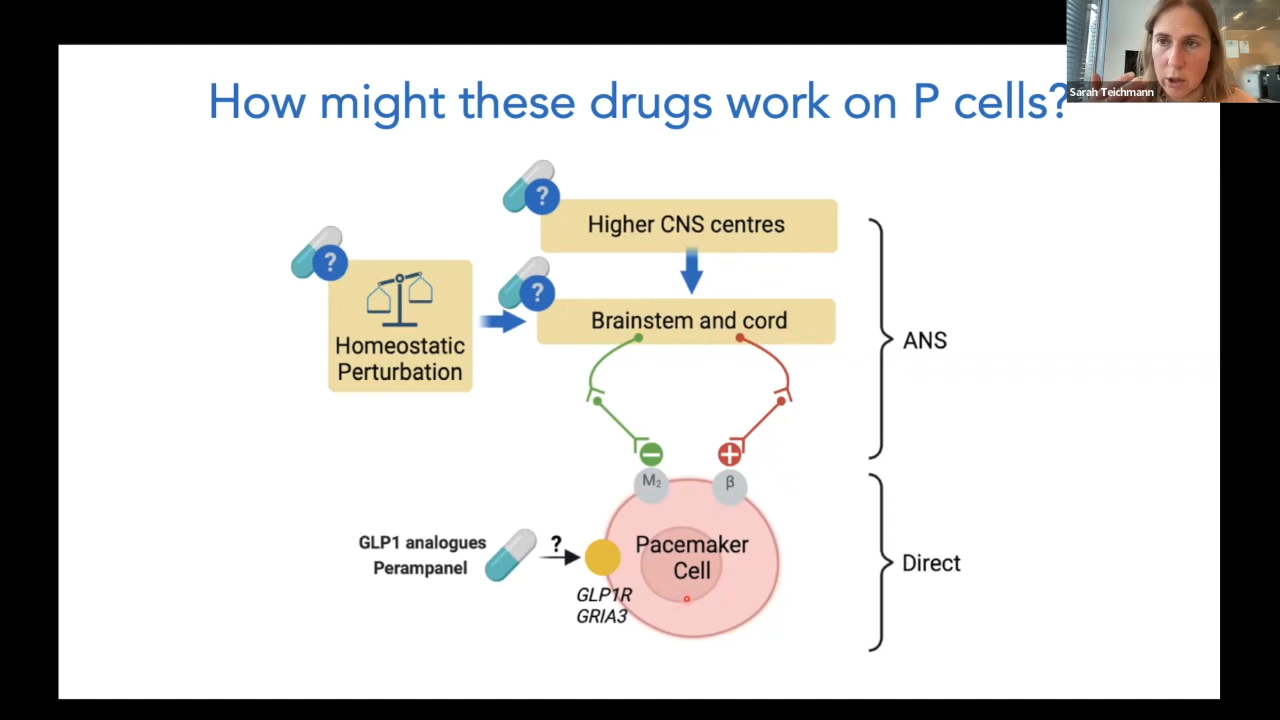 How might these drugs work on P cells?
Sarah Teichmann
?
Higher CNS centres
?
?
Homeostatic
Perturbation
Brainstem and cord
ANS
M₂
β
GLP1 analogues
Perampanel
?
Pacemaker
Cell
GLP1R
GRIA3
Direct